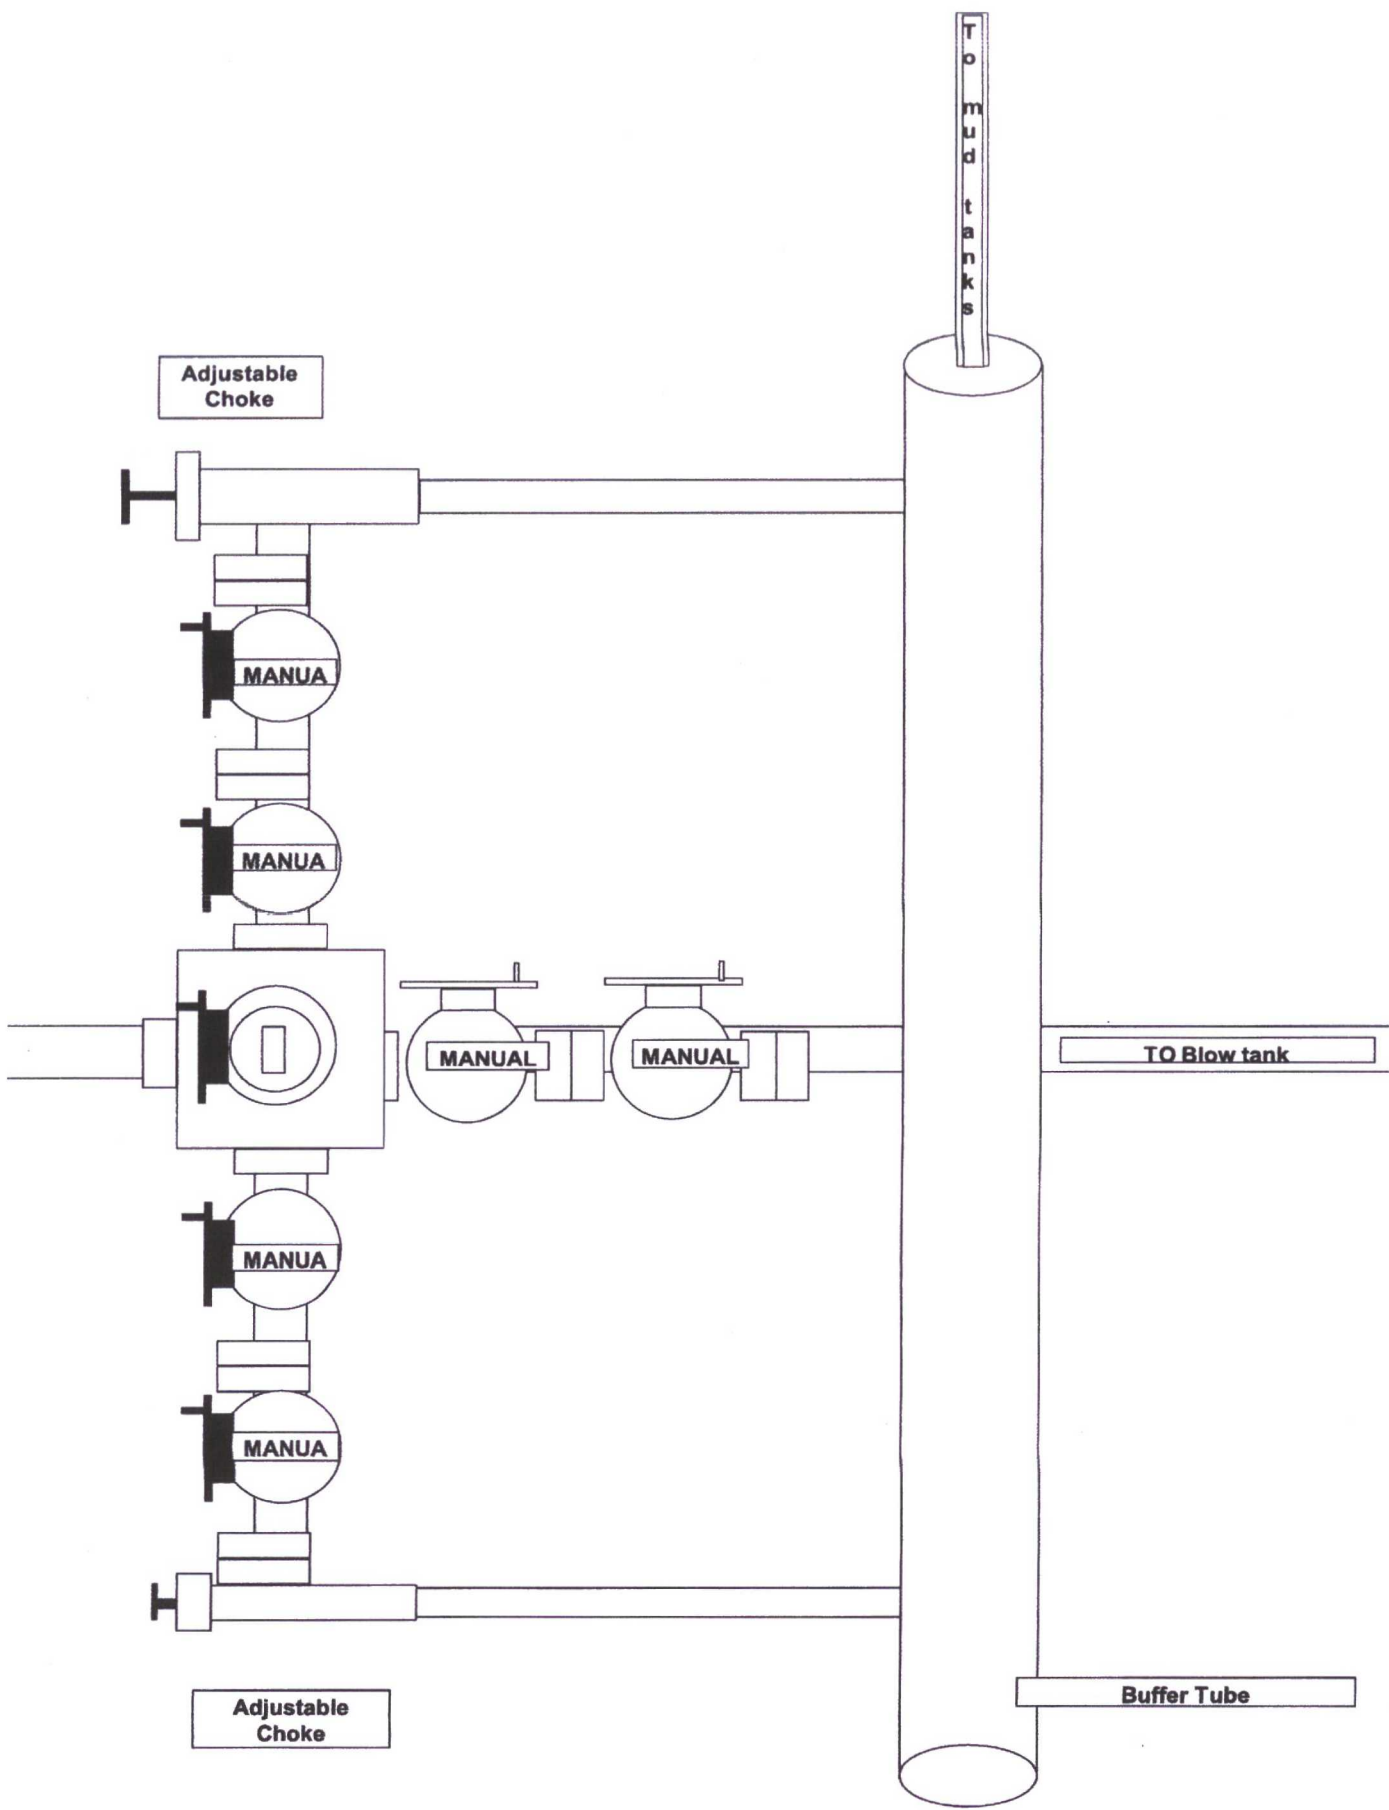 To mud tanks
Adjustable
Choke
MANUA
MANUA
MANUAL
MANUAL
TO Blow tank
MANUA
MANUA
Buffer Tube
Adjustable
Choke